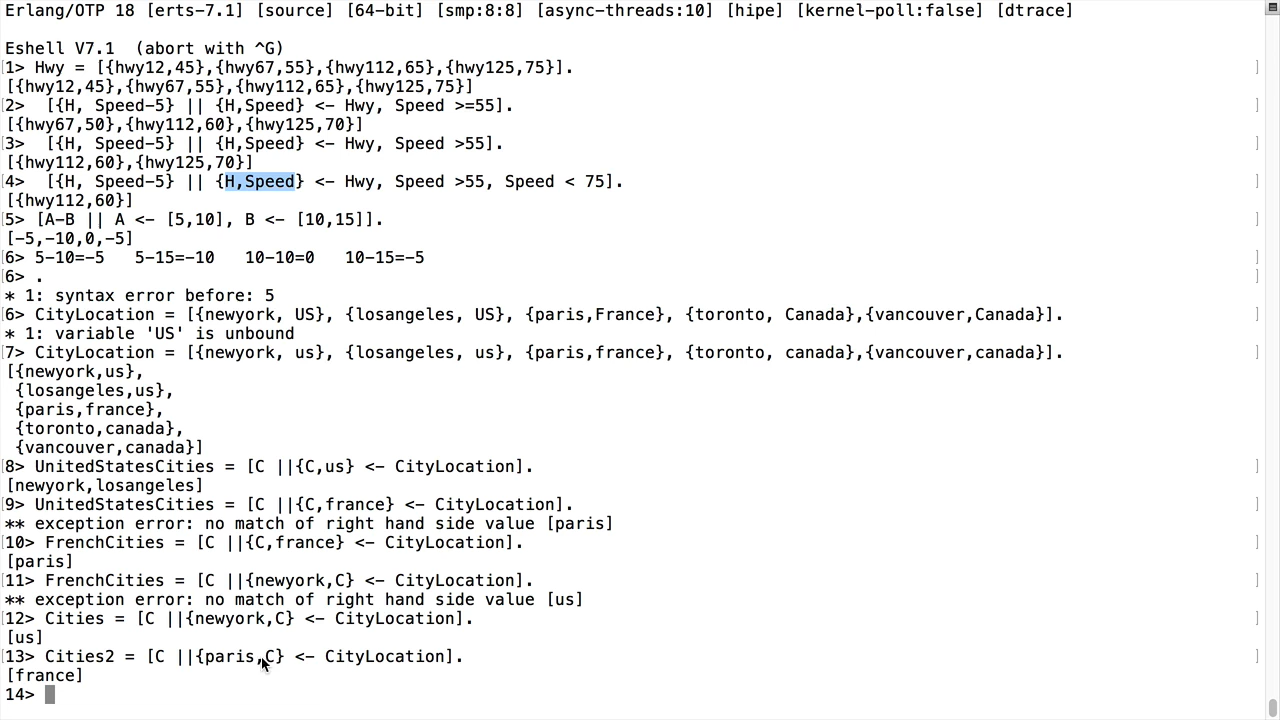 Erlang/OTP 18 [erts-7.1] [source] [64-bit] [smp:8:8] [async-threads:10] [hipe] [kernel-poll:false] [dtrace]
Eshell V7.1  (abort with ^G)
1> Hwy = [{hwy12,45},{hwy67,55},{hwy112,65},{hwy125,75}].
[{hwy12,45},{hwy67,55},{hwy112,65},{hwy125,75}]
2>  [{H, Speed-5} || {H,Speed} <- Hwy, Speed >=55].
[{hwy67,50},{hwy112,60},{hwy125,70}]
3>  [{H, Speed-5} || {H,Speed} <- Hwy, Speed >55].
[{hwy112,60},{hwy125,70}]
4>  [{H, Speed-5} || {H,Speed} <- Hwy, Speed >55, Speed < 75].
[{hwy112,60}]
5> [A-B || A <- [5,10], B <- [10,15]].
[-5,-10,0,-5]
6> 5-10=-5   5-15=-10   10-10=0   10-15=-5
6> .
* 1: syntax error before: 5
6> CityLocation = [{newyork, US}, {losangeles, US}, {paris,France}, {toronto, Canada},{vancouver,Canada}].
* 1: variable 'US' is unbound
7> CityLocation = [{newyork, us}, {losangeles, us}, {paris,france}, {toronto, canada},{vancouver,canada}].
[{newyork,us},
 {losangeles,us},
 {paris,france},
 {toronto,canada},
 {vancouver,canada}]
8> UnitedStatesCities = [C ||{C,us} <- CityLocation].
[newyork,losangeles]
9> UnitedStatesCities = [C ||{C,france} <- CityLocation].
** exception error: no match of right hand side value [paris]
10> FrenchCities = [C ||{C,france} <- CityLocation].
[paris]
11> FrenchCities = [C ||{newyork,C} <- CityLocation].
** exception error: no match of right hand side value [us]
12> Cities = [C ||{newyork,C} <- CityLocation].
[us]
13> Cities2 = [C ||{paris,C} <- CityLocation].
[france]
14>